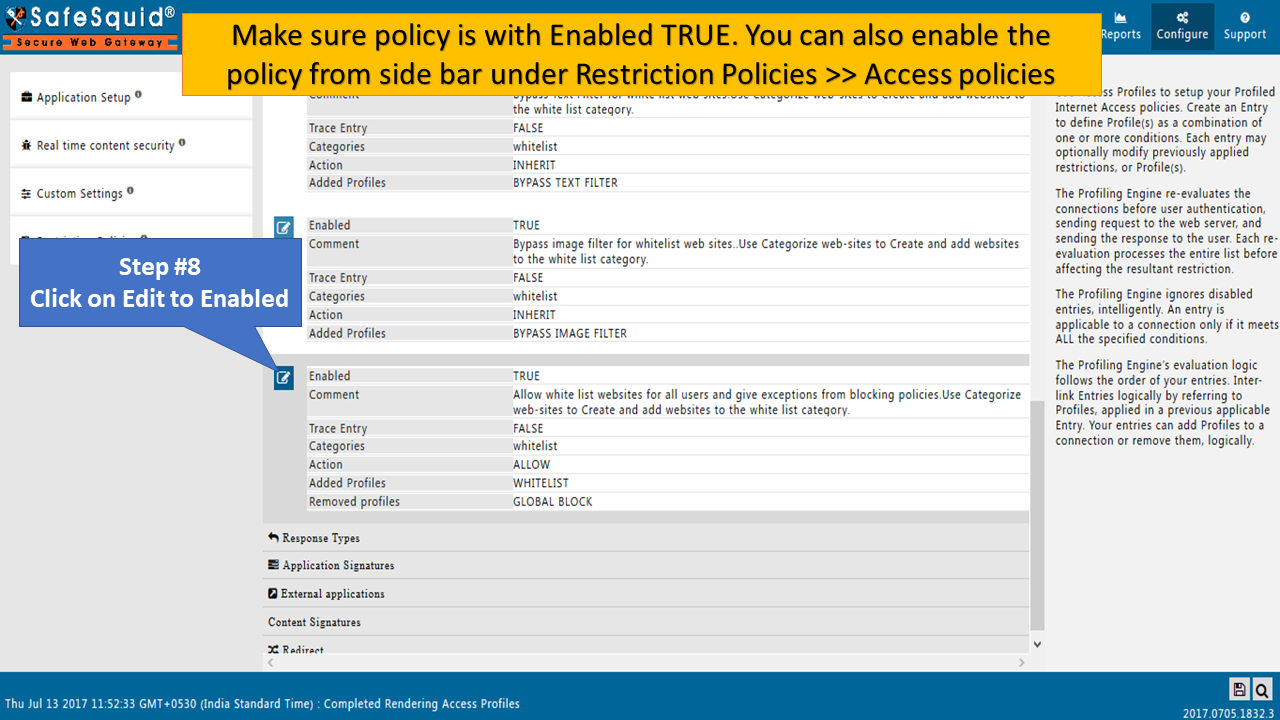 SafeSquid®
Secure Web Gateway
Make sure policy is with Enabled TRUE. You can also enable the
policy from side bar under Restriction Policies >> Access policies
Reports
Configure
Support
Application Setup
Real time content security
Custom Settings
Step #8
Click on Edit to Enabled
the white list category.
Trace Entry FALSE
Categories whitelist
Action INHERIT
Added Profiles BYPASS TEXT FILTER
Enabled TRUE
Comment Bypass image filter for whitelist web sites..Use Categorize web-sites to Create and add websites
to the white list category.
Trace Entry FALSE
Categories whitelist
Action INHERIT
Added Profiles BYPASS IMAGE FILTER
Enabled TRUE
Comment Allow white list websites for all users and give exceptions from blocking policies.Use Categorize
web-sites to Create and add websites to the white list category.
Trace Entry FALSE
Categories whitelist
Action ALLOW
Added Profiles WHITELIST
Removed profiles GLOBAL BLOCK
Response Types
Application Signatures
External applications
Content Signatures
Redirect
Profiles to setup your Profiled
Internet Access policies. Create an Entry
to define Profile(s) as a combination of
one or more conditions. Each entry may
optionally modify previously applied
restrictions, or Profile(s).
The Profiling Engine re-evaluates the
connections before user authentication,
sending request to the web server, and
sending the response to the user. Each re-
evaluation processes the entire list before
affecting the resultant restriction.
The Profiling Engine ignores disabled
entries, intelligently. An entry is
applicable to a connection only if it meets
ALL the specified conditions.
The Profiling Engine's evaluation logic
follows the order of your entries. Inter-
link Entries logically by referring to
Profiles, applied in a previous applicable
Entry. Your entries can add Profiles to a
connection or remove them, logically.
Thu Jul 13 2017 11:52:33 GMT+0530 (India Standard Time) : Completed Rendering Access Profiles
2017.0705.1832.3